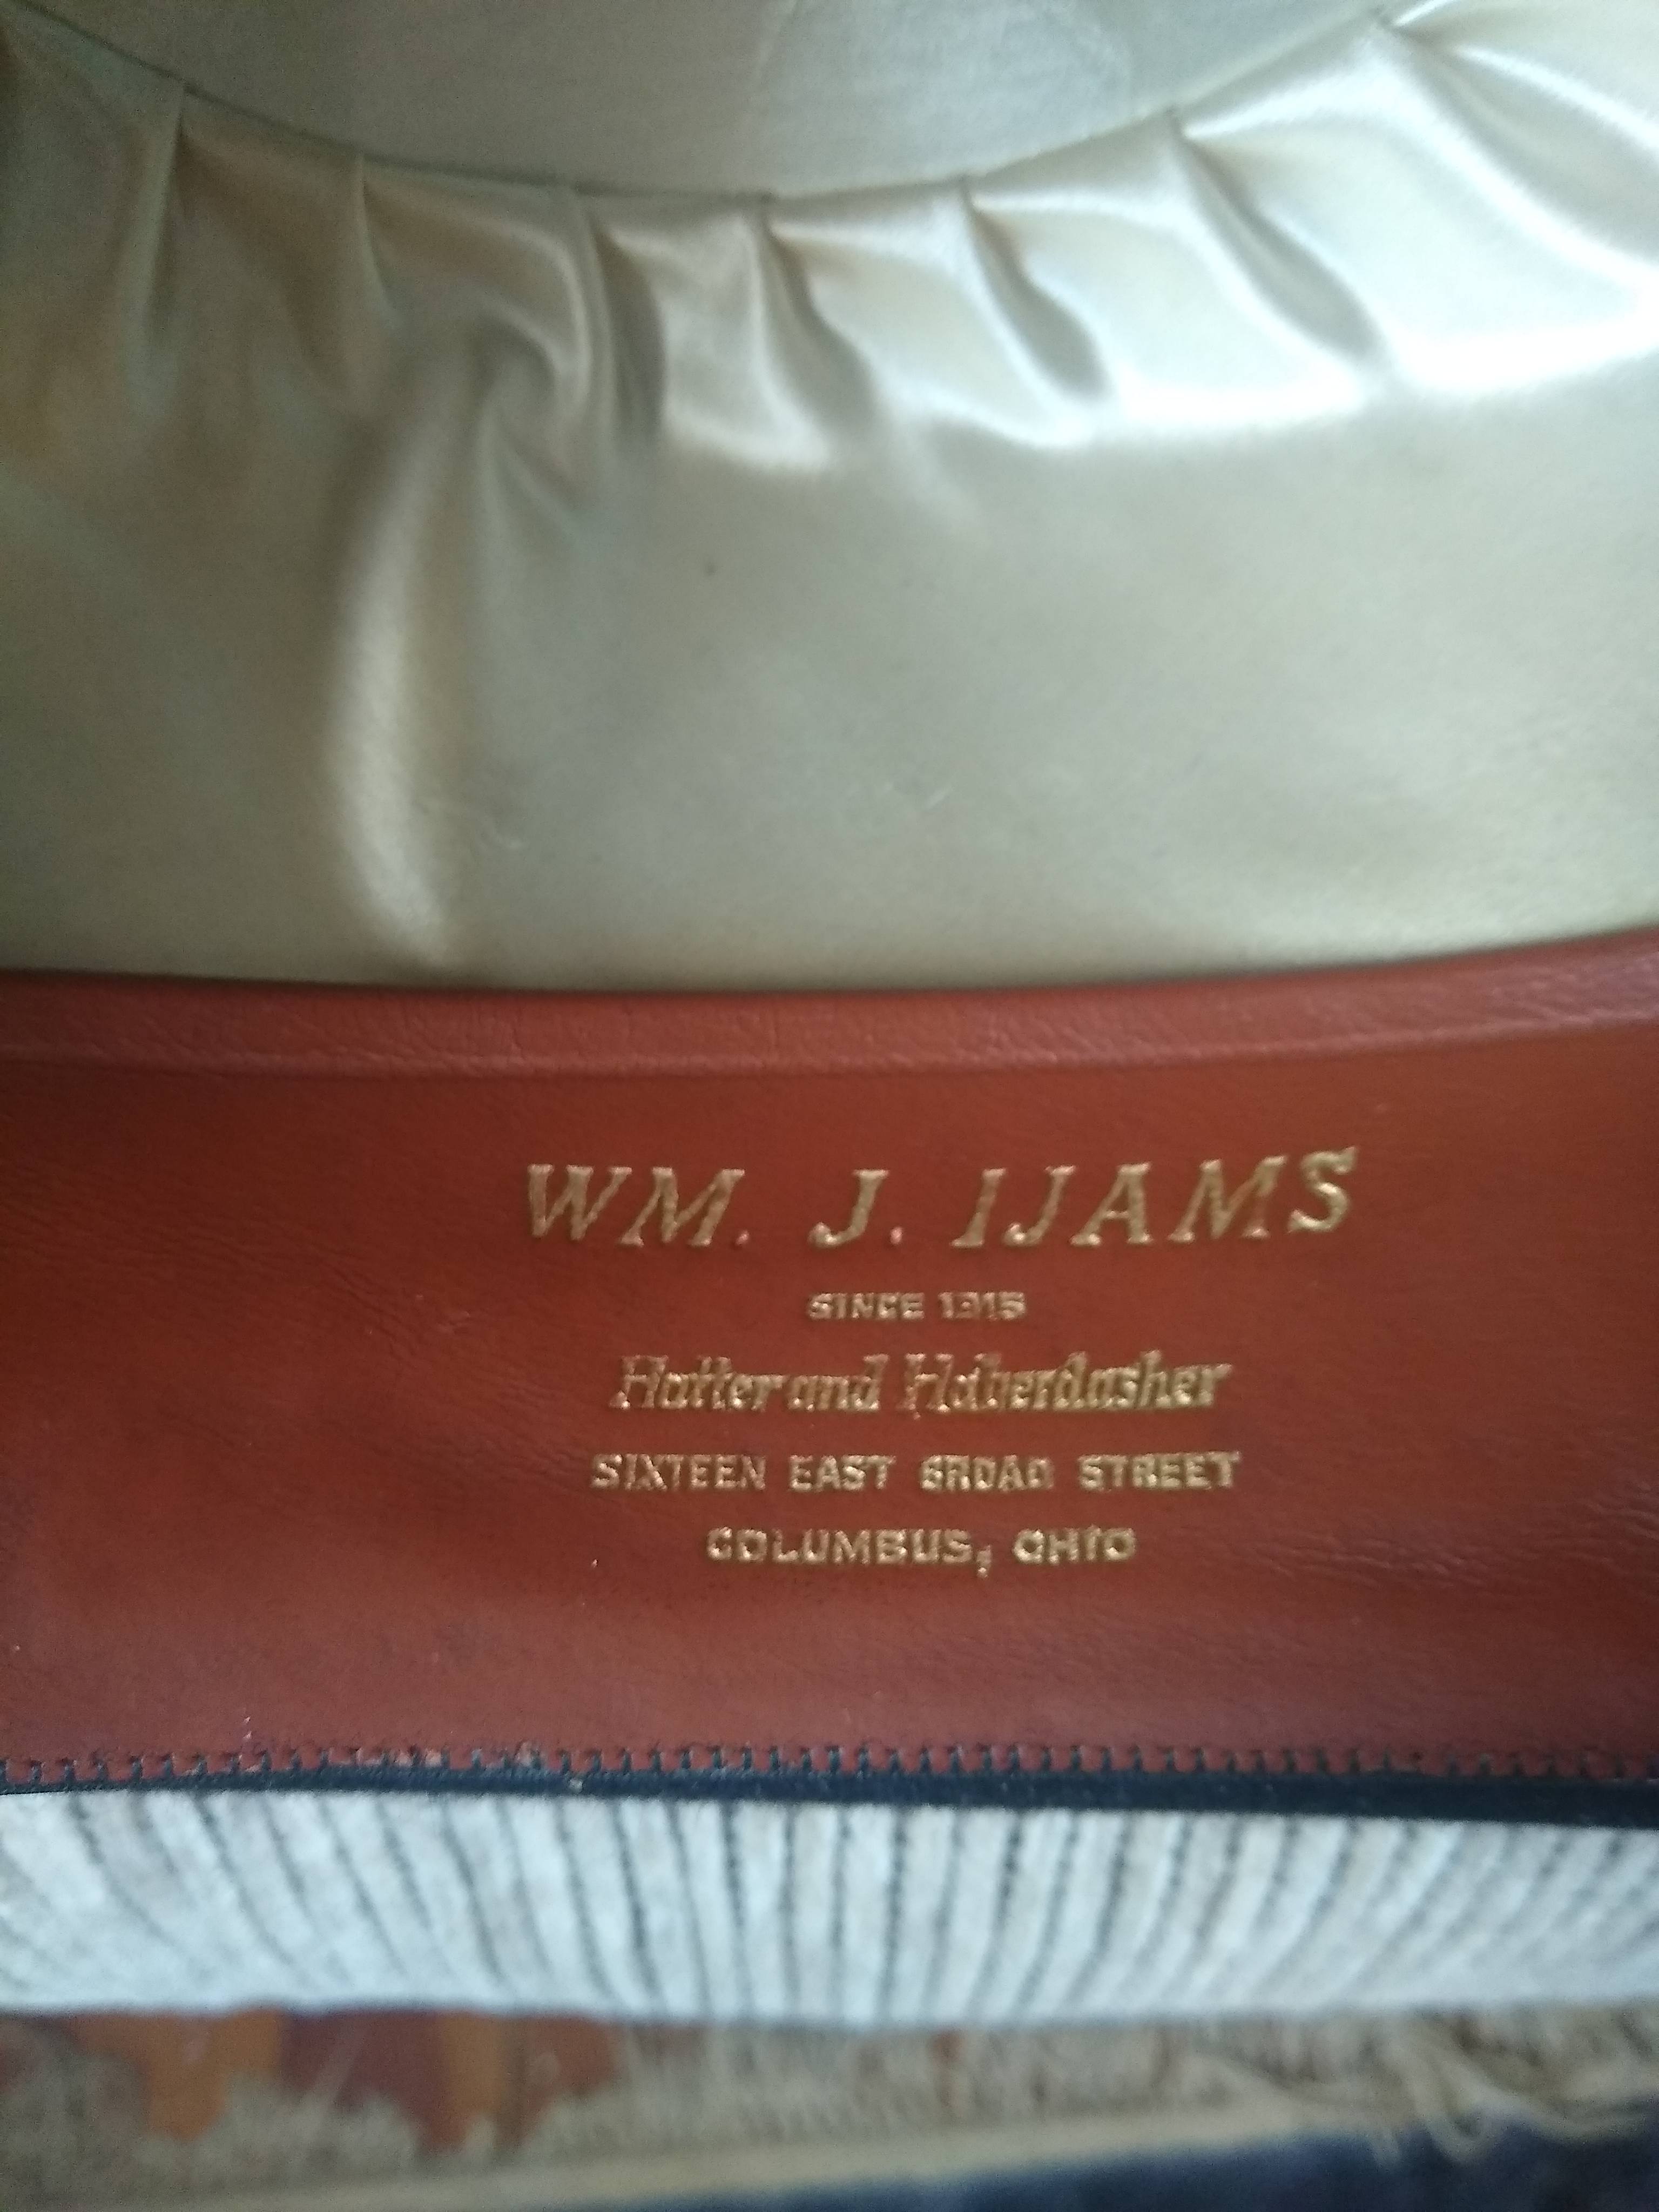 WM. J. IJAMS
SINCE 1915
Hatter and Haberdasher
SIXTEEN EAST BROAD STREET
COLUMBUS, OHIO